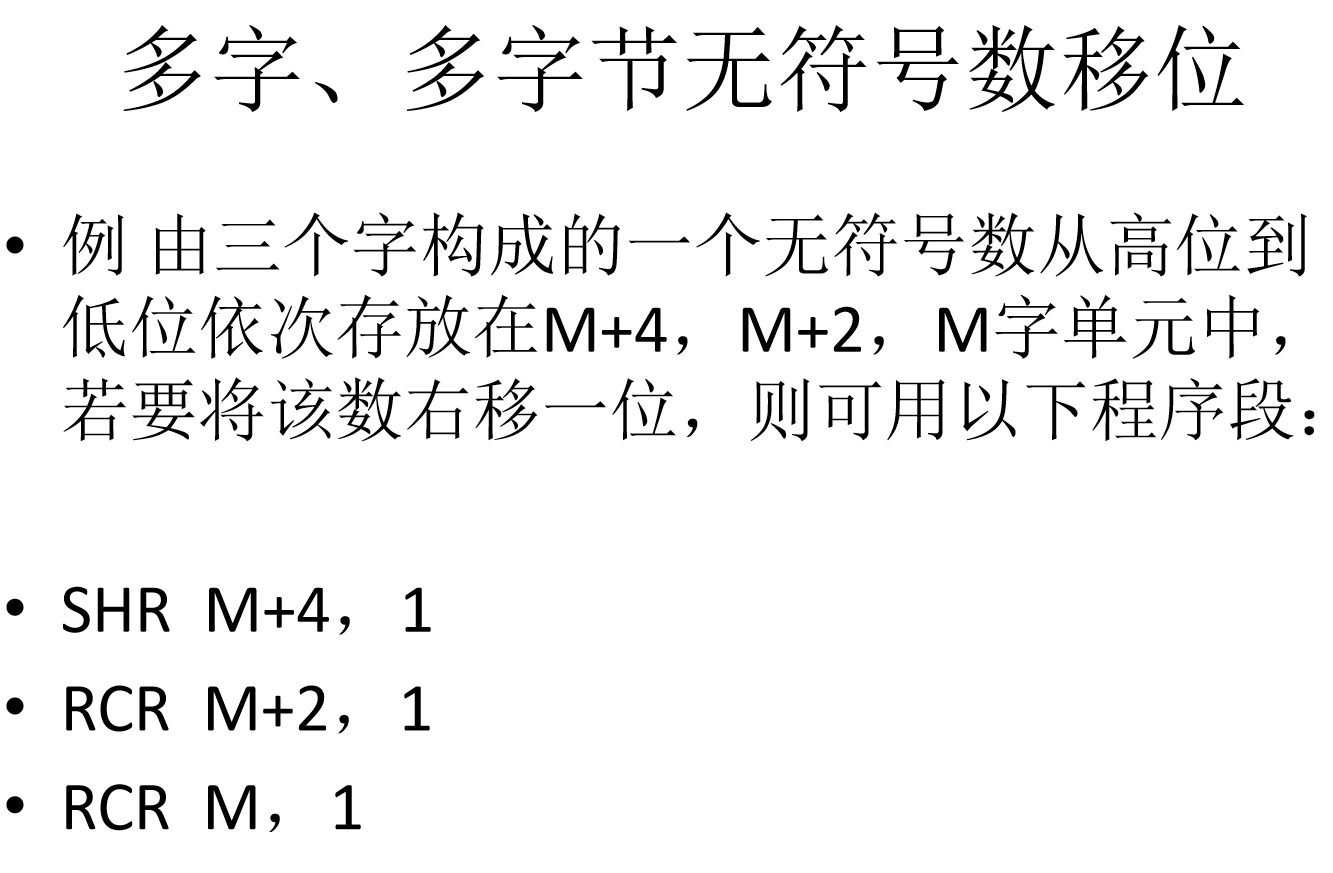 多字、多字节无符号数移位
• 例 由三个字构成的一个无符号数从高位到
低位依次存放在M+4，M+2，M字单元中，
若要将该数右移一位，则可用以下程序段：
• SHR M+4，1
• RCR M+2，1
• RCR M，1